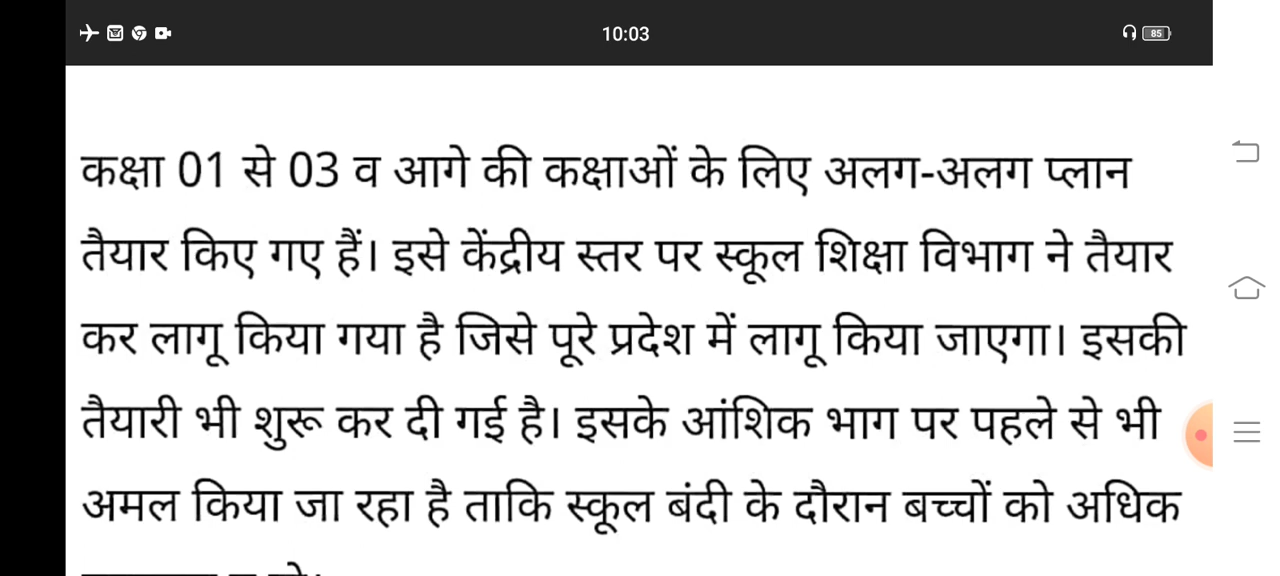 10:03
85
कक्षा 01 से 03 व आगे की कक्षाओं के लिए अलग-अलग प्लान
तैयार किए गए हैं। इसे केंद्रीय स्तर पर स्कूल शिक्षा विभाग ने तैयार
कर लागू किया गया है जिसे पूरे प्रदेश में लागू किया जाएगा। इसकी
तैयारी भी शुरू कर दी गई है। इसके आंशिक भाग पर पहले से भी
अमल किया जा रहा है ताकि स्कूल बंदी के दौरान बच्चों को अधिक